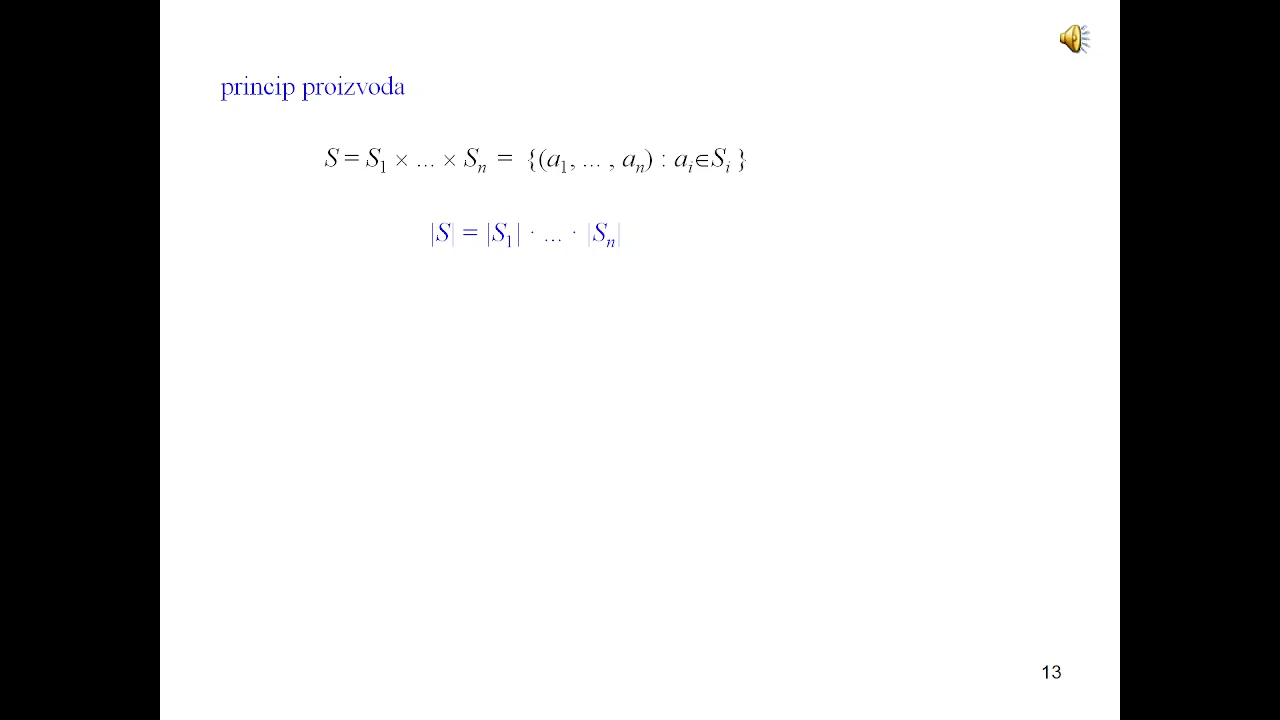 princip proizvoda
S = S₁ × ... × Sₙ = {(a₁, ... , aₙ) : aᵢ∈Sᵢ }
|S| = |S₁| · ... · |Sₙ|
13